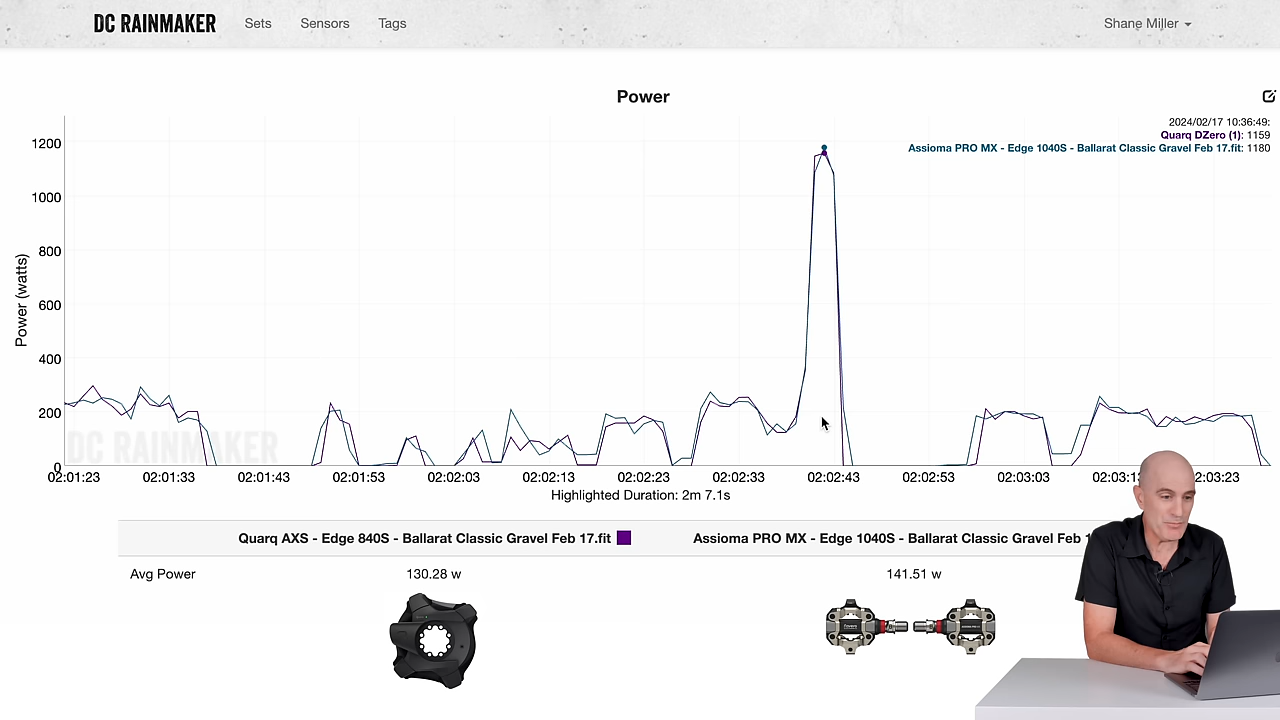 DC RAINMAKER Sets Sensors Tags Shane Miller
Power
2024/02/17 10:36:49:
Quarq DZero (1): 1159
Assioma PRO MX - Edge 1040S - Ballarat Classic Gravel Feb 17.fit: 1180
Power (watts)
1200
1000
800
600
400
200
0
DC RAINMAKER
02:01:23 02:01:33 02:01:43 02:01:53 02:02:03 02:02:13 02:02:23 02:02:33 02:02:43 02:02:53 02:03:03 02:03:1 :03:23
Highlighted Duration: 2m 7.1s
Quarq AXS - Edge 840S - Ballarat Classic Gravel Feb 17.fit Assioma PRO MX - Edge 1040S - Ballarat Classic Gravel Feb 1
Avg Power 130.28 w 141.51 w